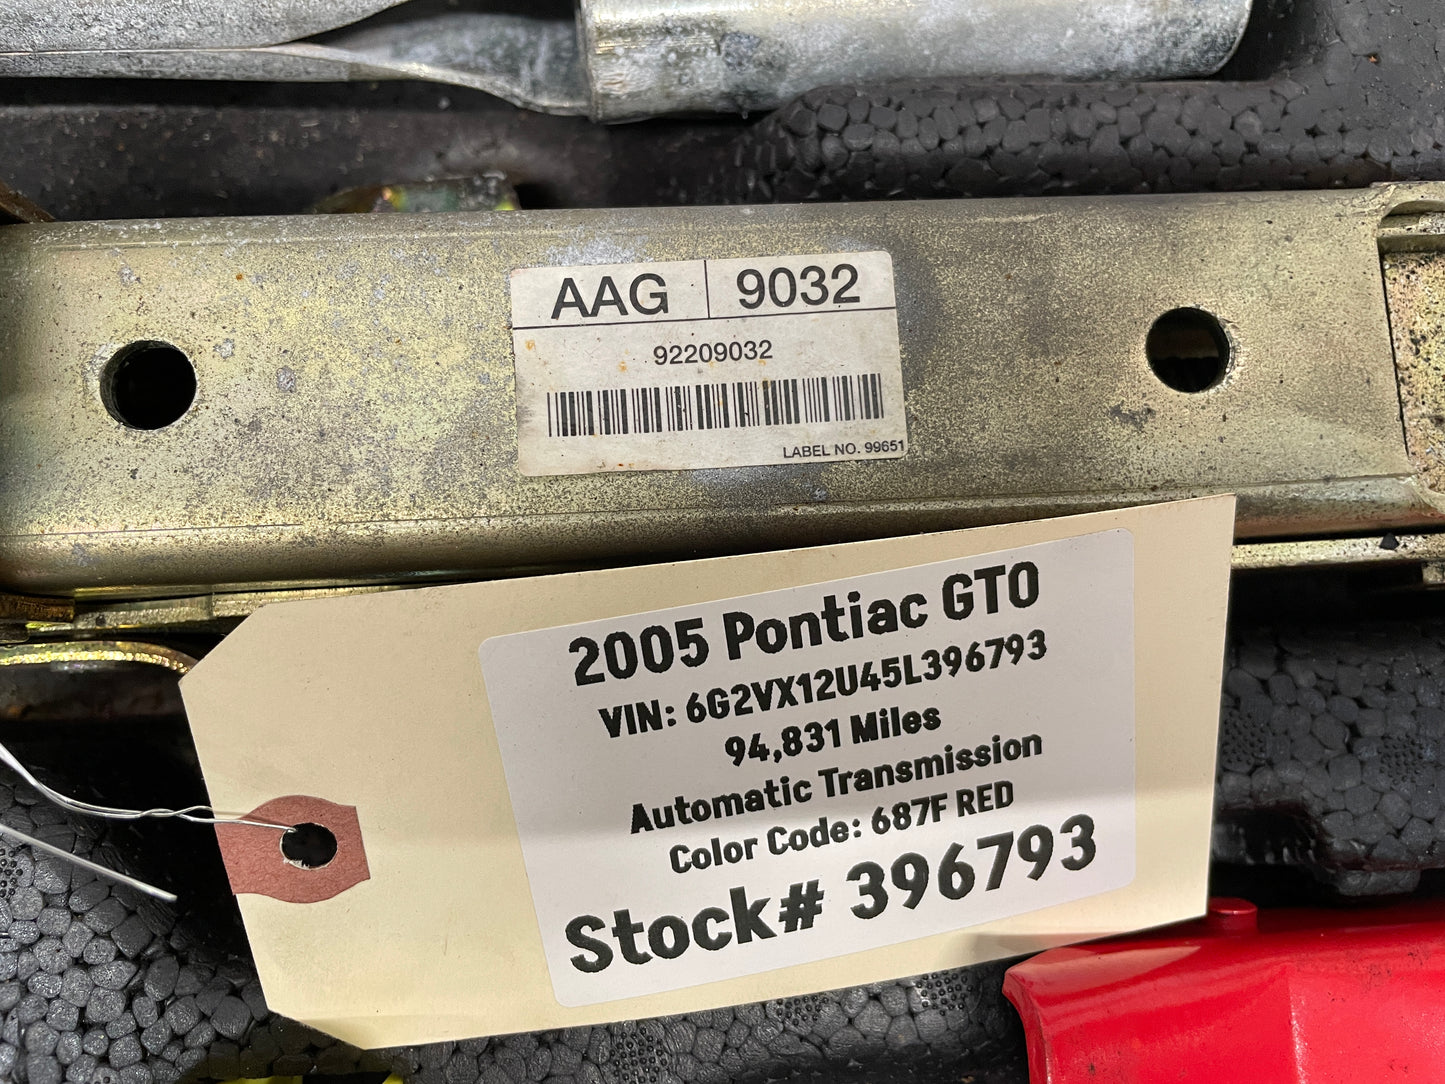 AAG 9032
92209032
LABEL NO. 99651
2005 Pontiac GTO
VIN: 6G2VX12U45L396793
94,831 Miles
Automatic Transmission
Color Code: 687F RED
Stock# 396793